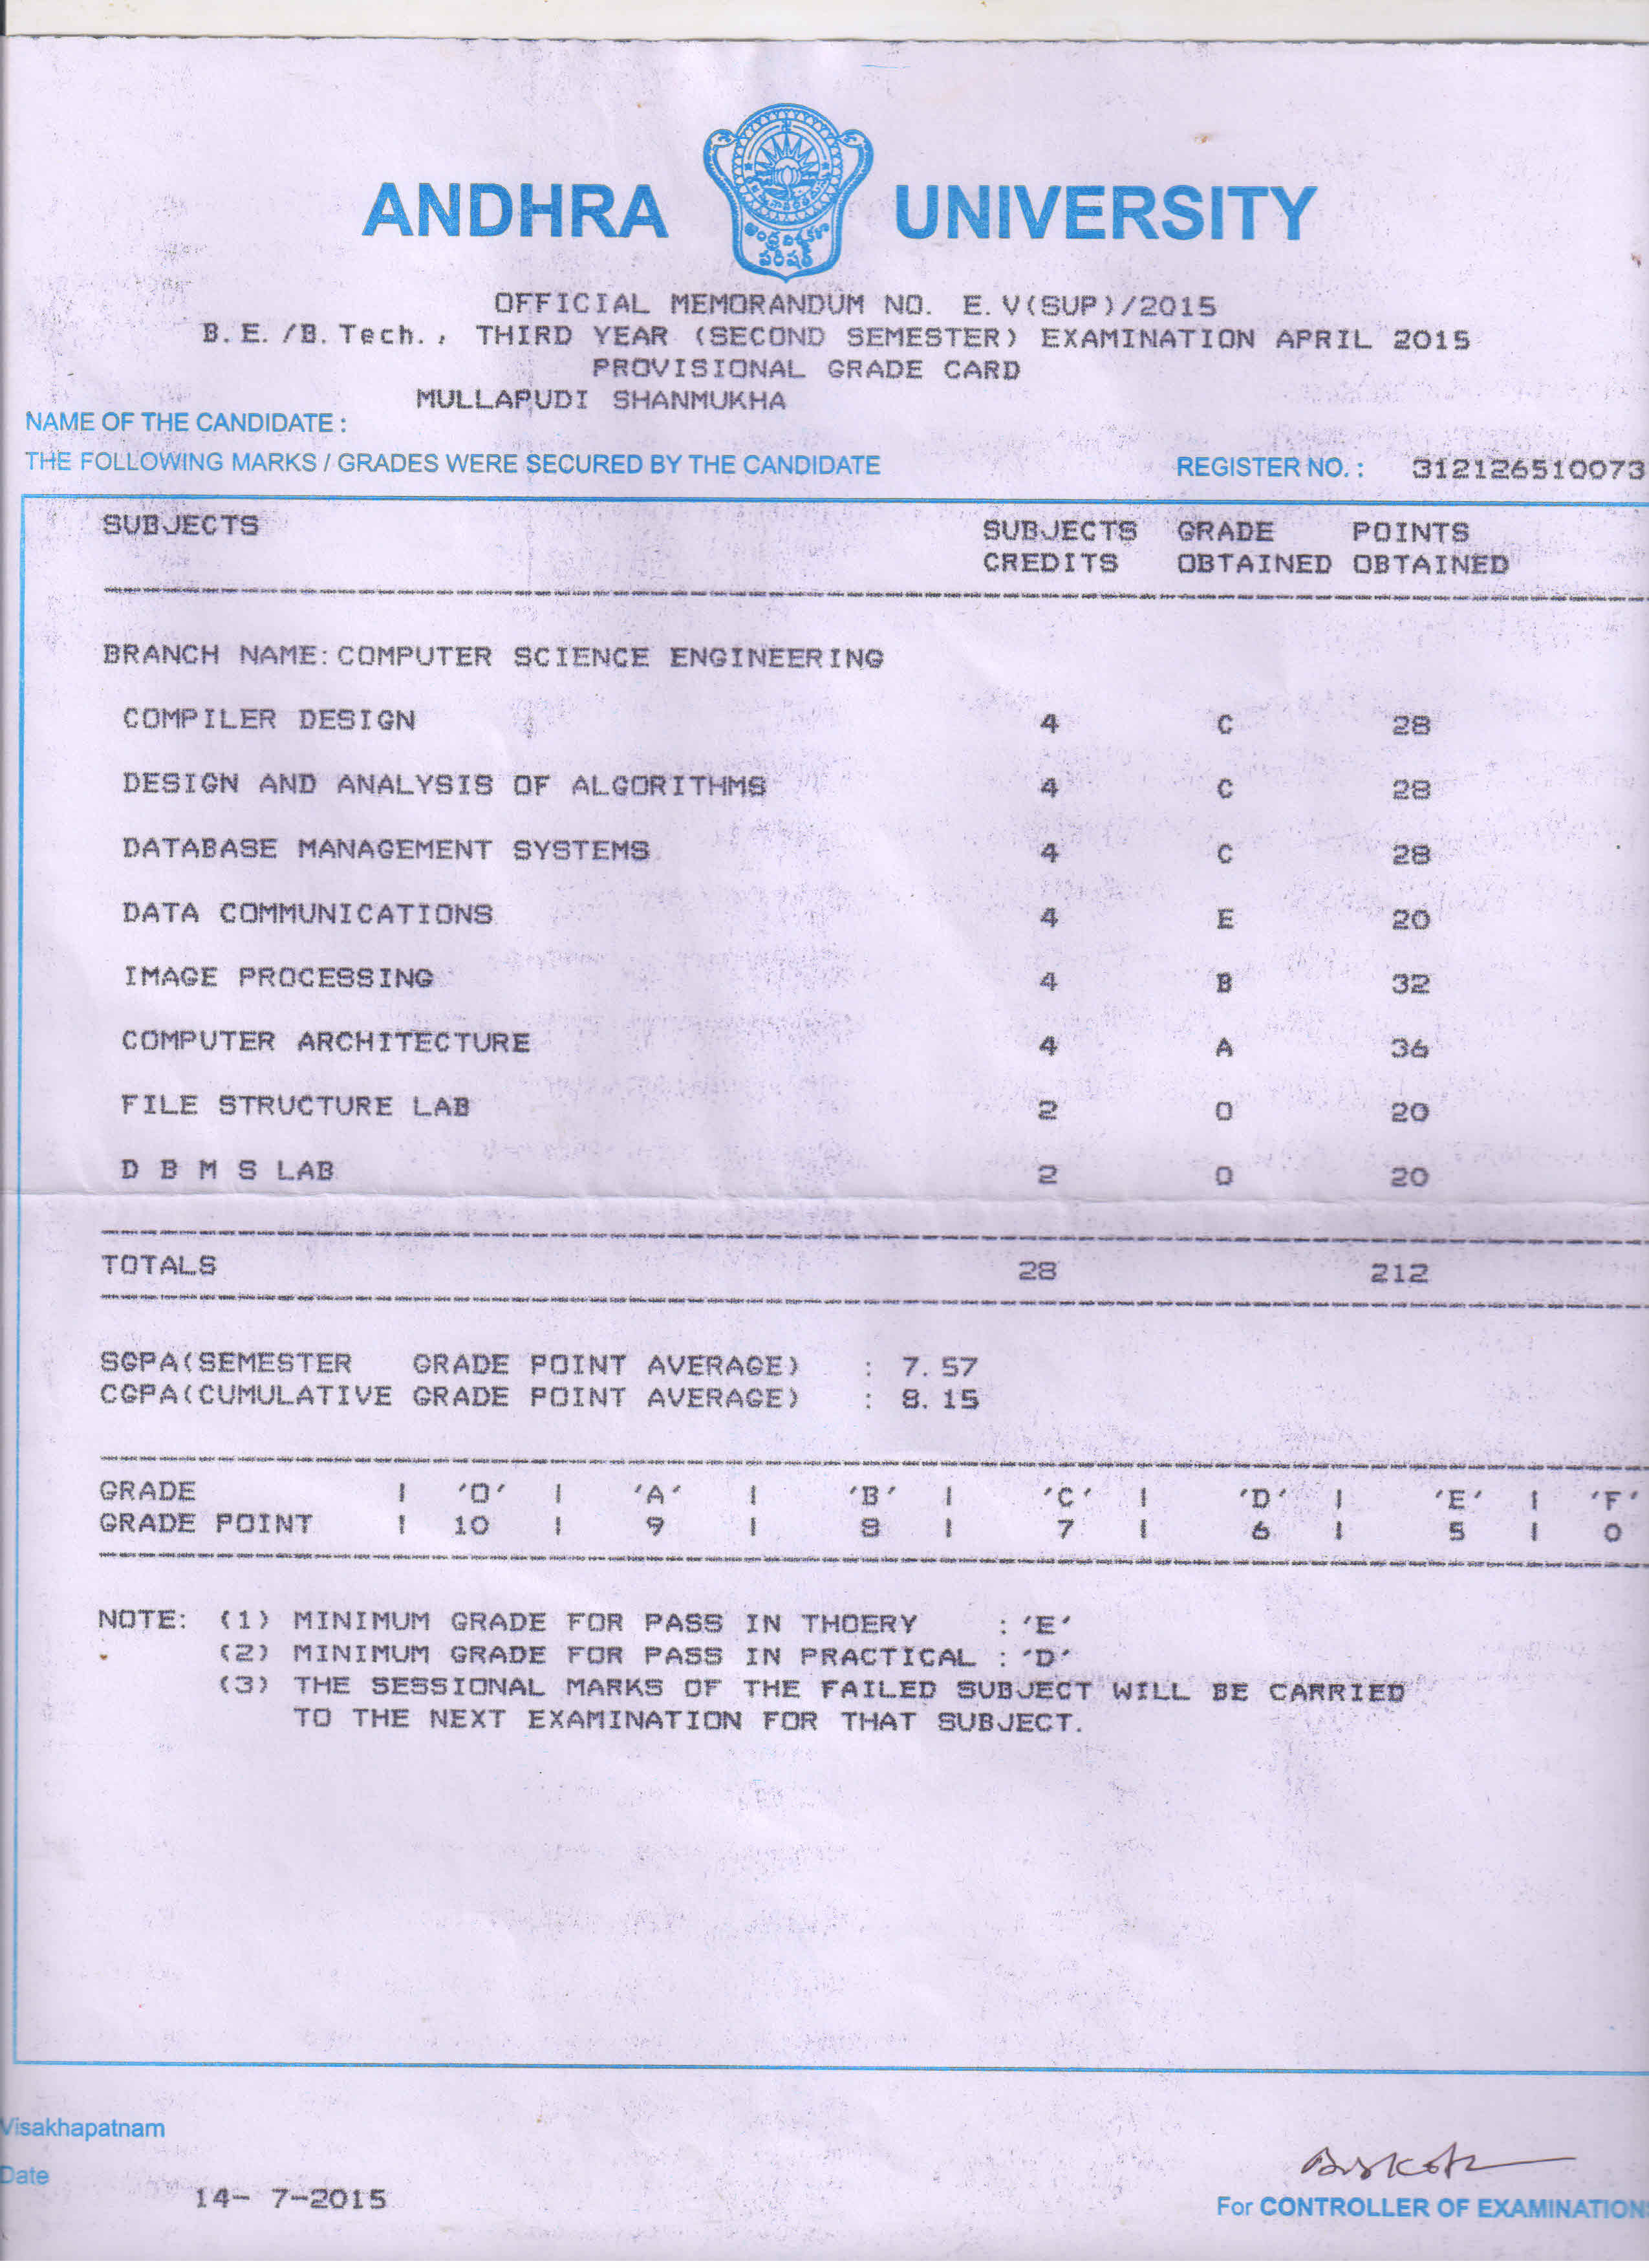 ANDHRA UNIVERSITY
OFFICIAL MEMORANDUM NO. E.V(SUP)/2015
B.E./B.Tech., THIRD YEAR (SECOND SEMESTER) EXAMINATION APRIL 2015
PROVISIONAL GRADE CARD
MULLAPUDI SHANMUKHA
NAME OF THE CANDIDATE :
THE FOLLOWING MARKS / GRADES WERE SECURED BY THE CANDIDATE REGISTER NO. : 312126510073
SUBJECTS SUBJECTS GRADE POINTS
CREDITS OBTAINED OBTAINED
BRANCH NAME: COMPUTER SCIENCE ENGINEERING
COMPILER DESIGN 4 C 28
DESIGN AND ANALYSIS OF ALGORITHMS 4 C 28
DATABASE MANAGEMENT SYSTEMS 4 C 28
DATA COMMUNICATIONS 4 E 20
IMAGE PROCESSING 4 B 32
COMPUTER ARCHITECTURE 4 A 36
FILE STRUCTURE LAB 2 O 20
D B M S LAB 2 O 20
TOTALS 28 212
SGPA(SEMESTER GRADE POINT AVERAGE) : 7.57
CGPA(CUMULATIVE GRADE POINT AVERAGE) : 8.15
GRADE | 'O' | 'A' | 'B' | 'C' | 'D' | 'E' | 'F'
GRADE POINT | 10 | 9 | 8 | 7 | 6 | 5 | 0
NOTE: (1) MINIMUM GRADE FOR PASS IN THOERY : 'E'
(2) MINIMUM GRADE FOR PASS IN PRACTICAL : 'D'
(3) THE SESSIONAL MARKS OF THE FAILED SUBJECT WILL BE CARRIED
TO THE NEXT EXAMINATION FOR THAT SUBJECT.
Visakhapatnam
Date 14- 7-2015
For CONTROLLER OF EXAMINATION